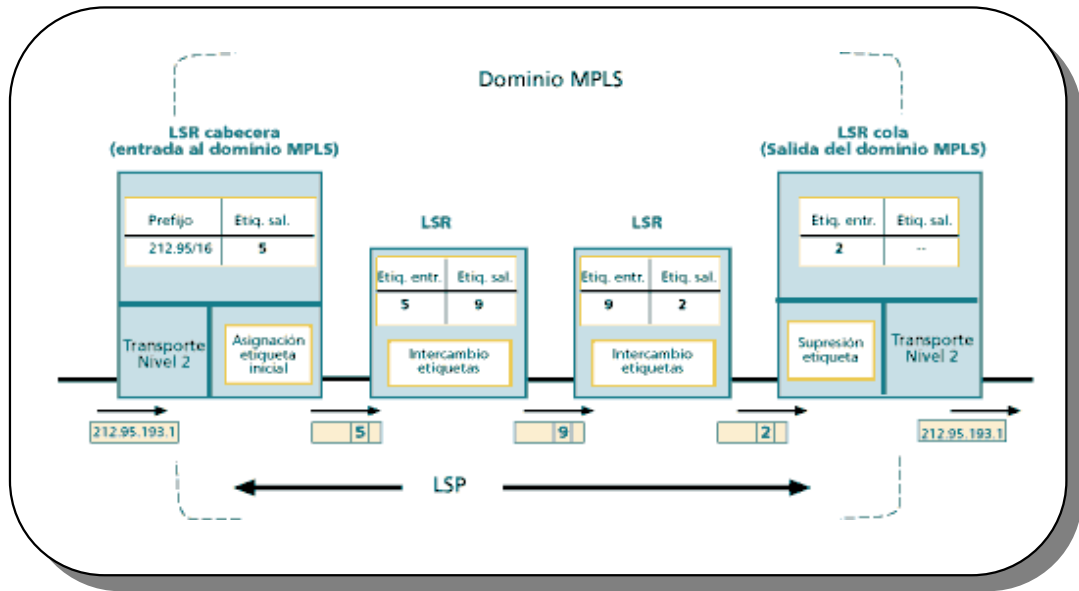 Dominio MPLS
LSR cabecera
(entrada al dominio MPLS)
LSR cola
(Salida del dominio MPLS)
Prefijo Etiq. sal.
212.95/16 5
Transporte
Nivel 2
Asignación
etiqueta
inicial
LSR
Etiq. entr. Etiq. sal.
5 9
Intercambio
etiquetas
LSR
Etiq. entr. Etiq. sal.
9 2
Intercambio
etiquetas
Etiq. entr. Etiq. sal.
2 --
Supresión
etiqueta
Transporte
Nivel 2
212.95.193.1
5
9
2
212.95.193.1
LSP